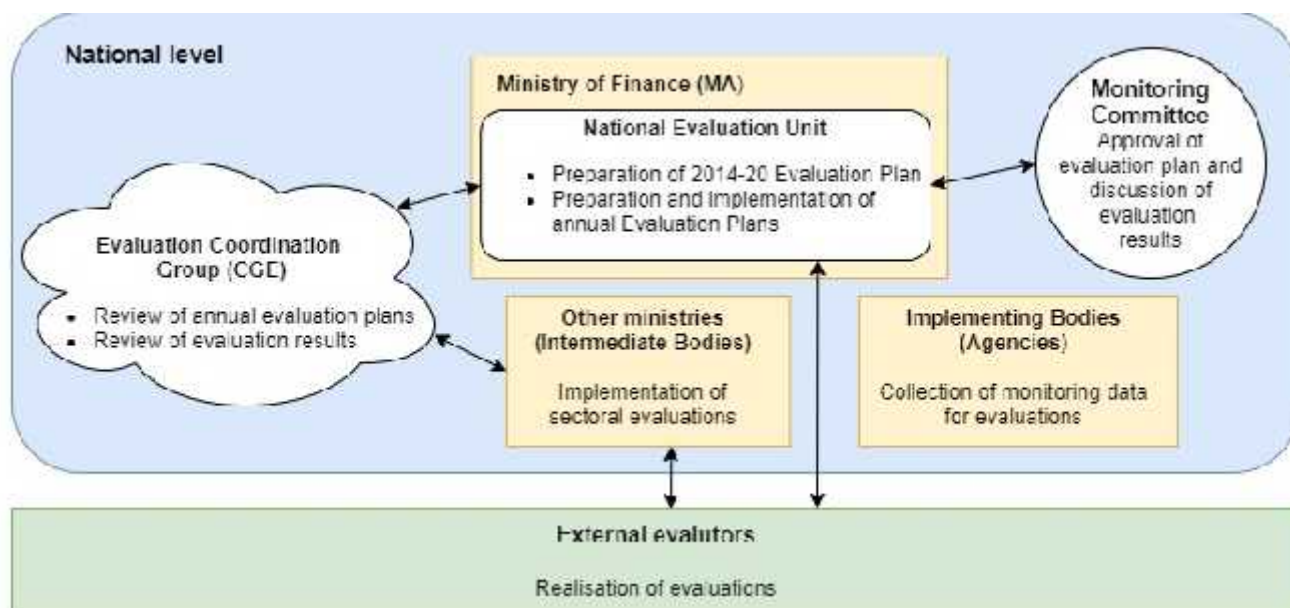 National level
Ministry of Finance (MA)
National Evaluation Unit
▪ Preparation of 2014-20 Evaluation Plan
▪ Preparation and implementation of
annual Evaluation Plans
Monitoring
Committee
Approval of
evaluation plan and
discussion of
evaluation
results
Evaluation Coordination
Group (CGE)
▪ Review of annual evaluation plans
▪ Review of evaluation results
Other ministries
(Intermediate Bodies)
Implementation of
sectoral evaluations
Implementing Bodies
(Agencies)
Collection of monitoring data
for evaluations
External evalutors
Realisation of evaluations